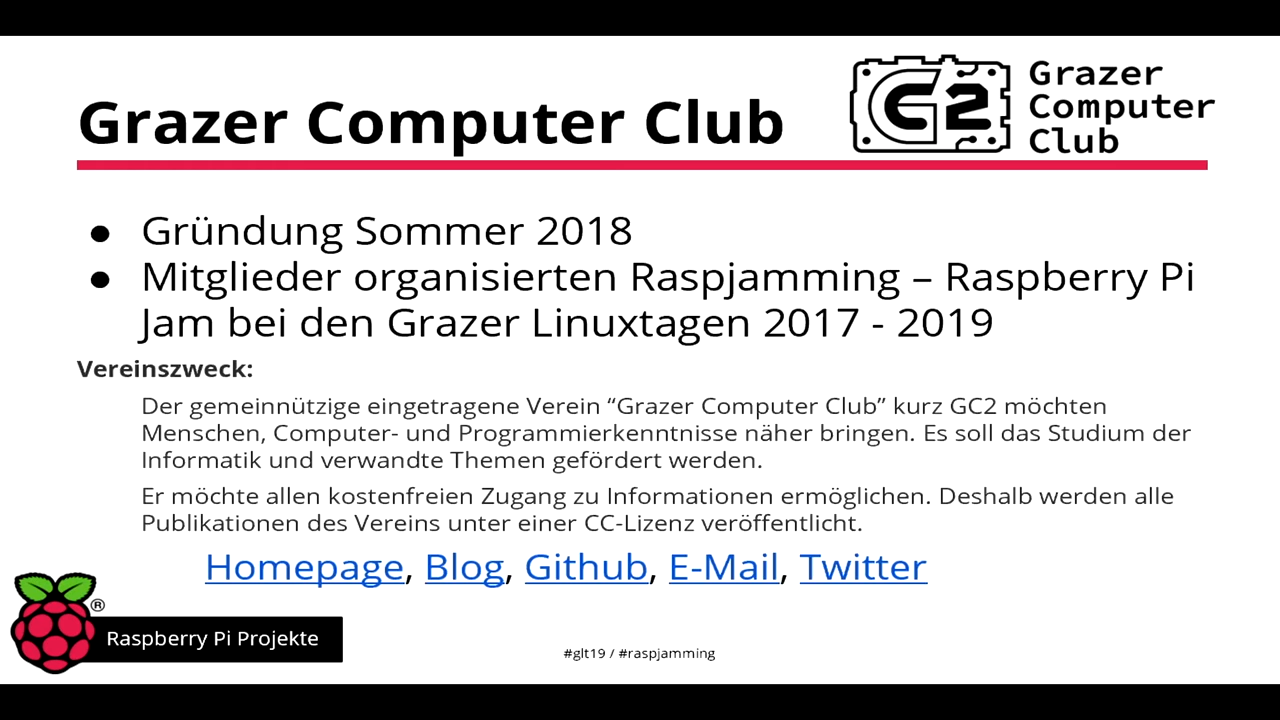 Grazer Computer Club
G2
Grazer
Computer
Club
● Gründung Sommer 2018
● Mitglieder organisierten Raspjamming – Raspberry Pi
Jam bei den Grazer Linuxtagen 2017 - 2019
Vereinszweck:
Der gemeinnützige eingetragene Verein “Grazer Computer Club” kurz GC2 möchten
Menschen, Computer- und Programmierkenntnisse näher bringen. Es soll das Studium der
Informatik und verwandte Themen gefördert werden.
Er möchte allen kostenfreien Zugang zu Informationen ermöglichen. Deshalb werden alle
Publikationen des Vereins unter einer CC-Lizenz veröffentlicht.
Homepage, Blog, Github, E-Mail, Twitter
®
Raspberry Pi Projekte
#glt19 / #raspjamming